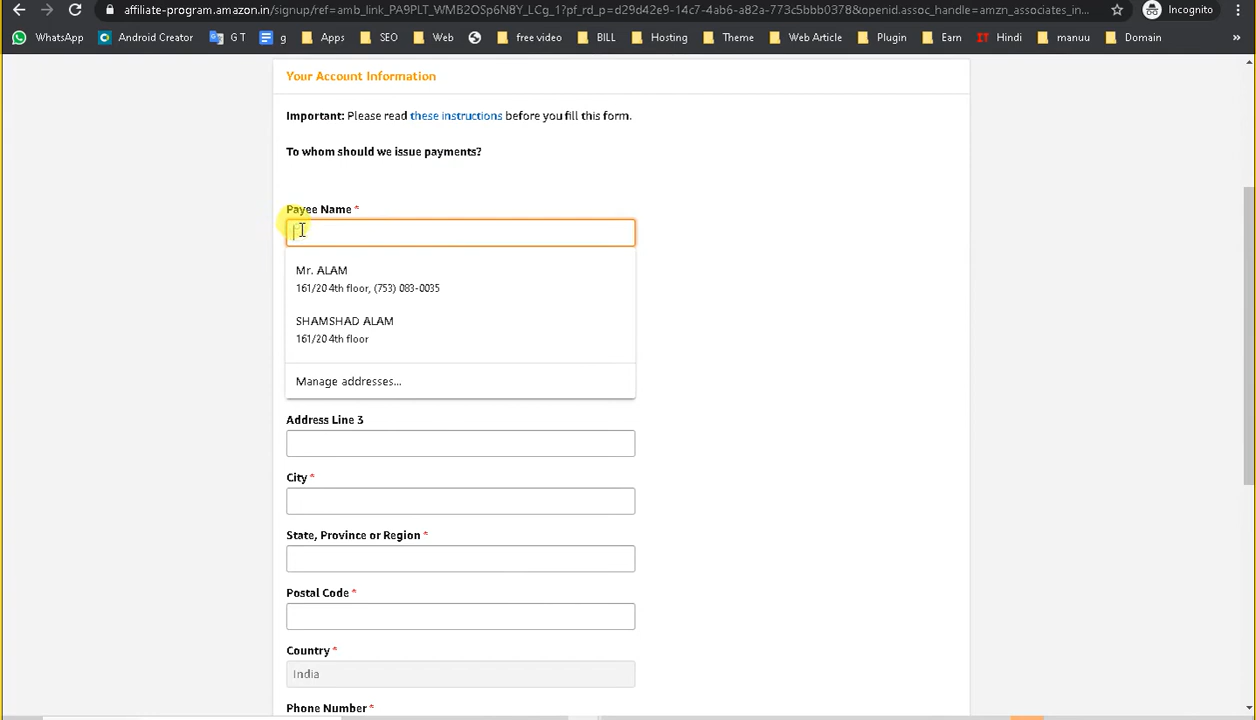 affiliate-program.amazon.in/signup/ref=amb_link_PA9PLT_WMB2OSp6N8Y_LCg_1?pf_rd_p=d29d42e9-14c7-4ab6-a82a-773c5bbb0378&openid.assoc_handle=amzn_associates_in... Incognito
WhatsApp Android Creator G T g Apps SEO Web free video BILL Hosting Theme Web Article Plugin Earn IT Hindi manuu Domain »
Your Account Information
Important: Please read these instructions before you fill this form.
To whom should we issue payments?
Payee Name *
Mr. ALAM
161/20 4th floor, (753) 083-0035
SHAMSHAD ALAM
161/20 4th floor
Manage addresses...
Address Line 3
City *
State, Province or Region *
Postal Code *
Country *
India
Phone Number *